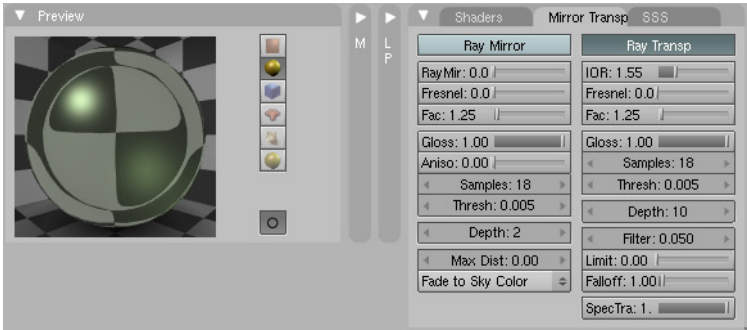 Preview
M
L
P
Shaders
Mirror Transp
SSS
Ray Mirror
RayMir: 0.0
Fresnel: 0.0
Fac: 1.25
Gloss: 1.00
Aniso: 0.00
Samples: 18
Thresh: 0.005
Depth: 2
Max Dist: 0.00
Fade to Sky Color
Ray Transp
IOR: 1.55
Fresnel: 0.0
Fac: 1.25
Gloss: 1.00
Samples: 18
Thresh: 0.005
Depth: 10
Filter: 0.050
Limit: 0.00
Falloff: 1.00
SpecTra: 1.